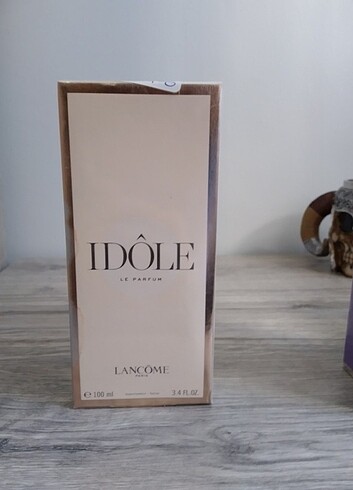 IDÔLE
LE PARFUM
LANCÔME
PARIS
℮ 100 ml 3.4 FL.OZ.